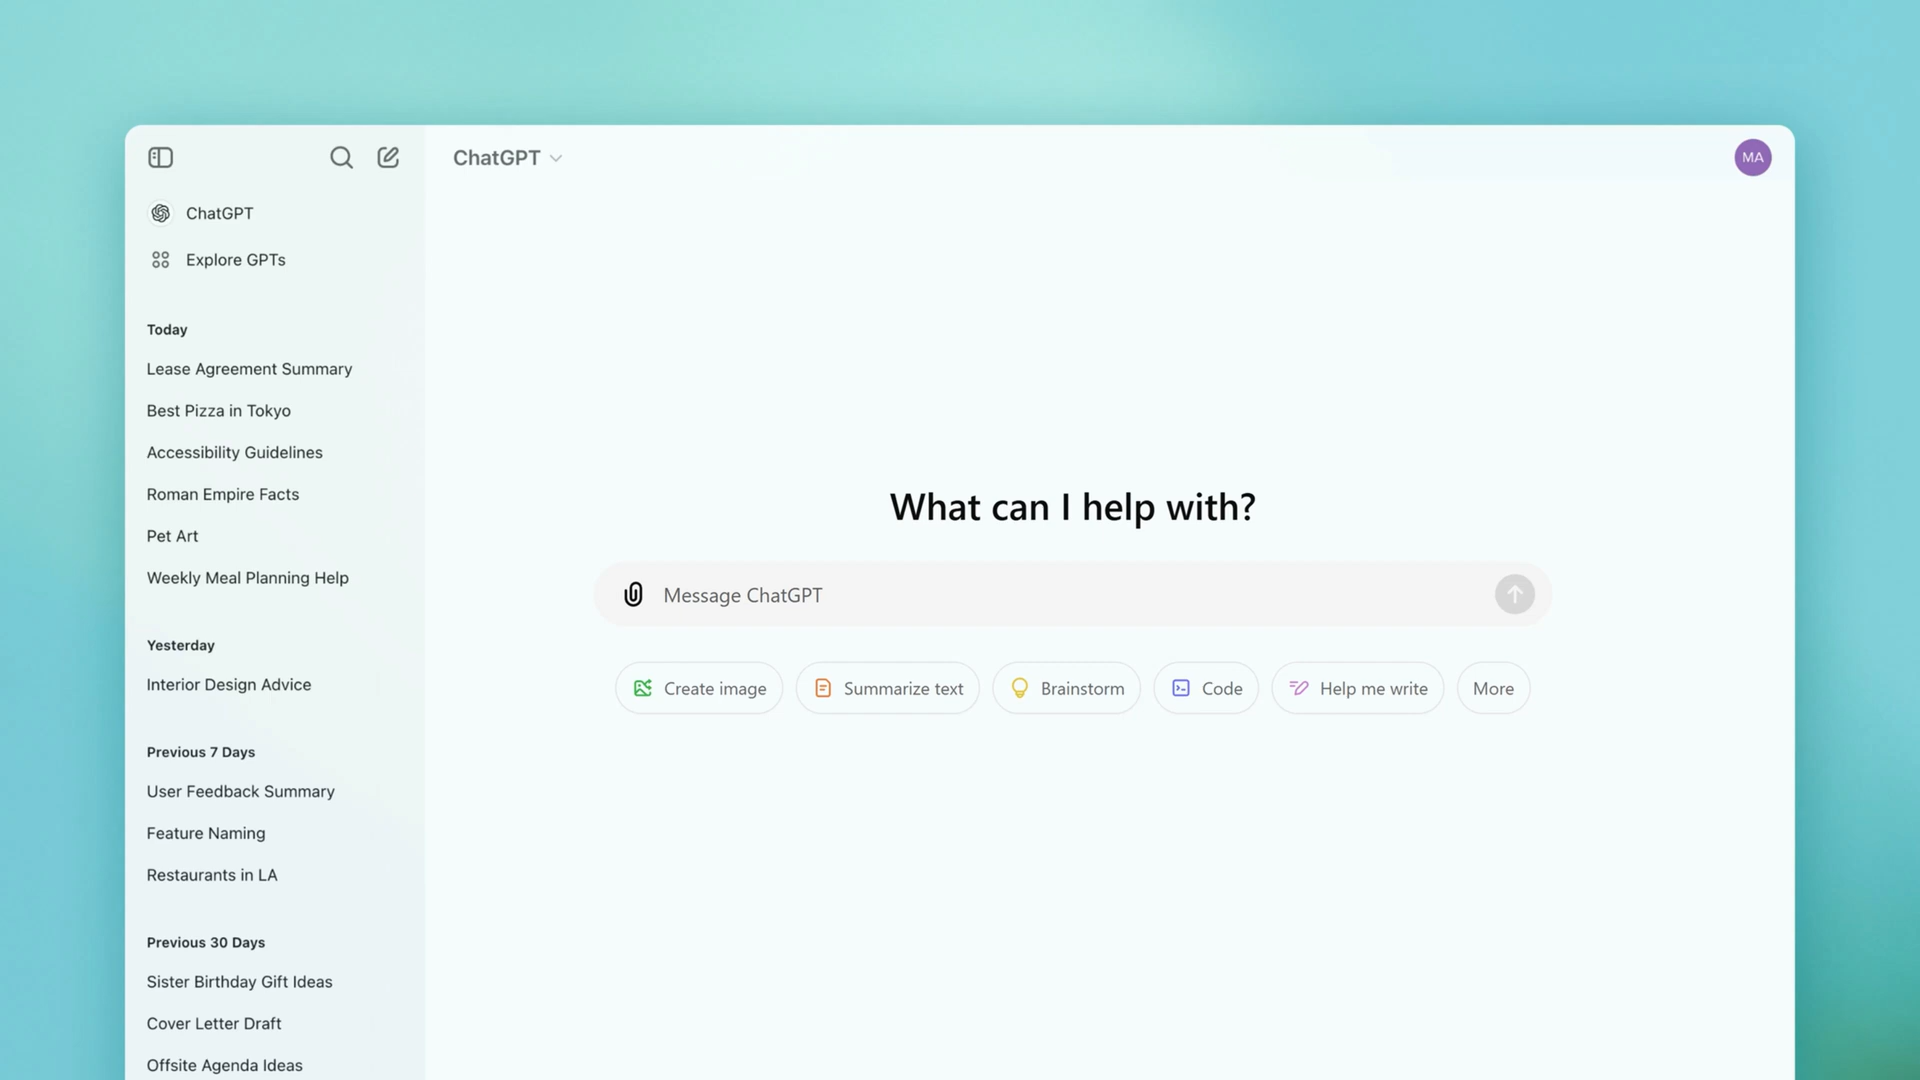 ChatGPT
MA
ChatGPT
Explore GPTs
Today
Lease Agreement Summary
Best Pizza in Tokyo
Accessibility Guidelines
Roman Empire Facts
Pet Art
Weekly Meal Planning Help
Yesterday
Interior Design Advice
Previous 7 Days
User Feedback Summary
Feature Naming
Restaurants in LA
Previous 30 Days
Sister Birthday Gift Ideas
Cover Letter Draft
Offsite Agenda Ideas
What can I help with?
Message ChatGPT
Create image
Summarize text
Brainstorm
Code
Help me write
More